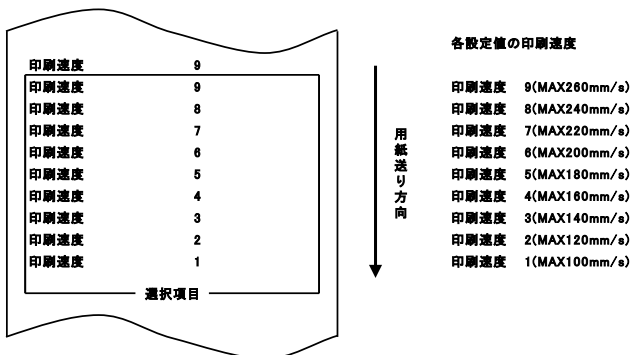 印刷速度 9
印刷速度 9
印刷速度 8
印刷速度 7
印刷速度 6
印刷速度 5
印刷速度 4
印刷速度 3
印刷速度 2
印刷速度 1
選択項目
用紙送り方向
各設定値の印刷速度
印刷速度 9(MAX260mm/s)
印刷速度 8(MAX240mm/s)
印刷速度 7(MAX220mm/s)
印刷速度 6(MAX200mm/s)
印刷速度 5(MAX180mm/s)
印刷速度 4(MAX160mm/s)
印刷速度 3(MAX140mm/s)
印刷速度 2(MAX120mm/s)
印刷速度 1(MAX100mm/s)